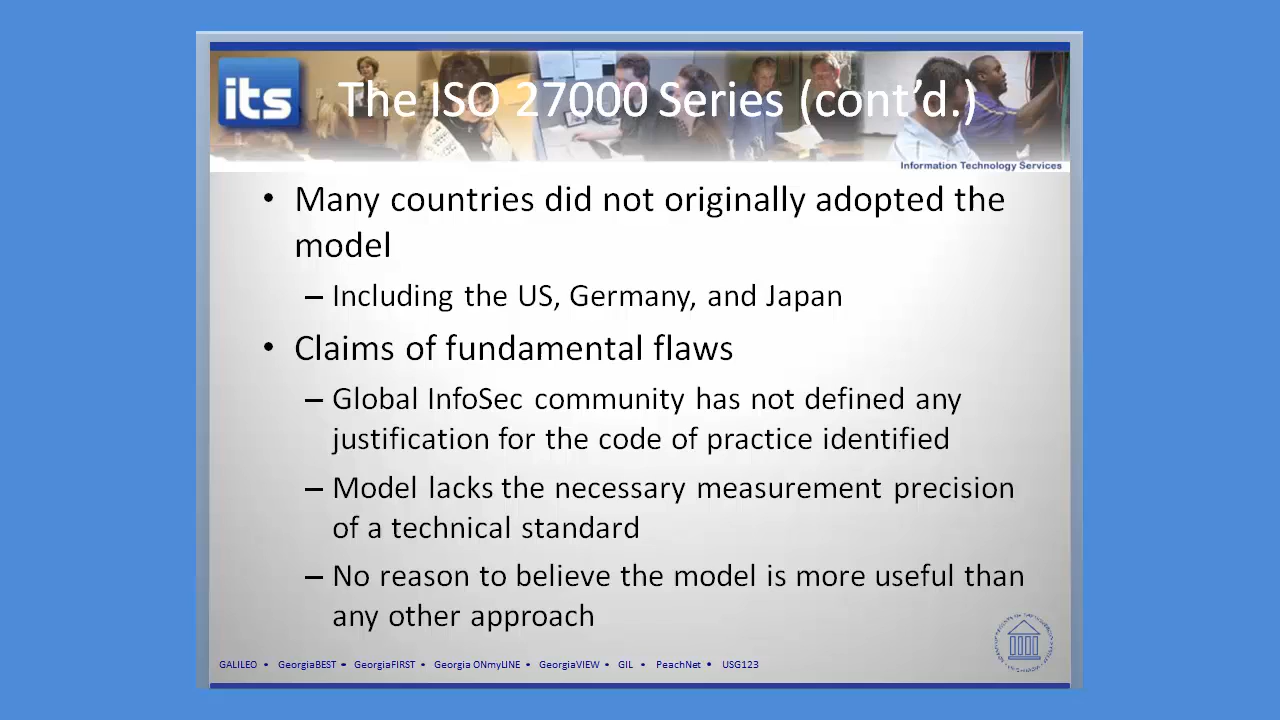 its
The ISO 27000 Series (cont'd.)
Information Technology Services
• Many countries did not originally adopted the
model
– Including the US, Germany, and Japan
• Claims of fundamental flaws
– Global InfoSec community has not defined any
justification for the code of practice identified
– Model lacks the necessary measurement precision
of a technical standard
– No reason to believe the model is more useful than
any other approach
GALILEO • GeorgiaBEST • GeorgiaFIRST • Georgia ONmyLINE • GeorgiaVIEW • GIL • PeachNet • USG123